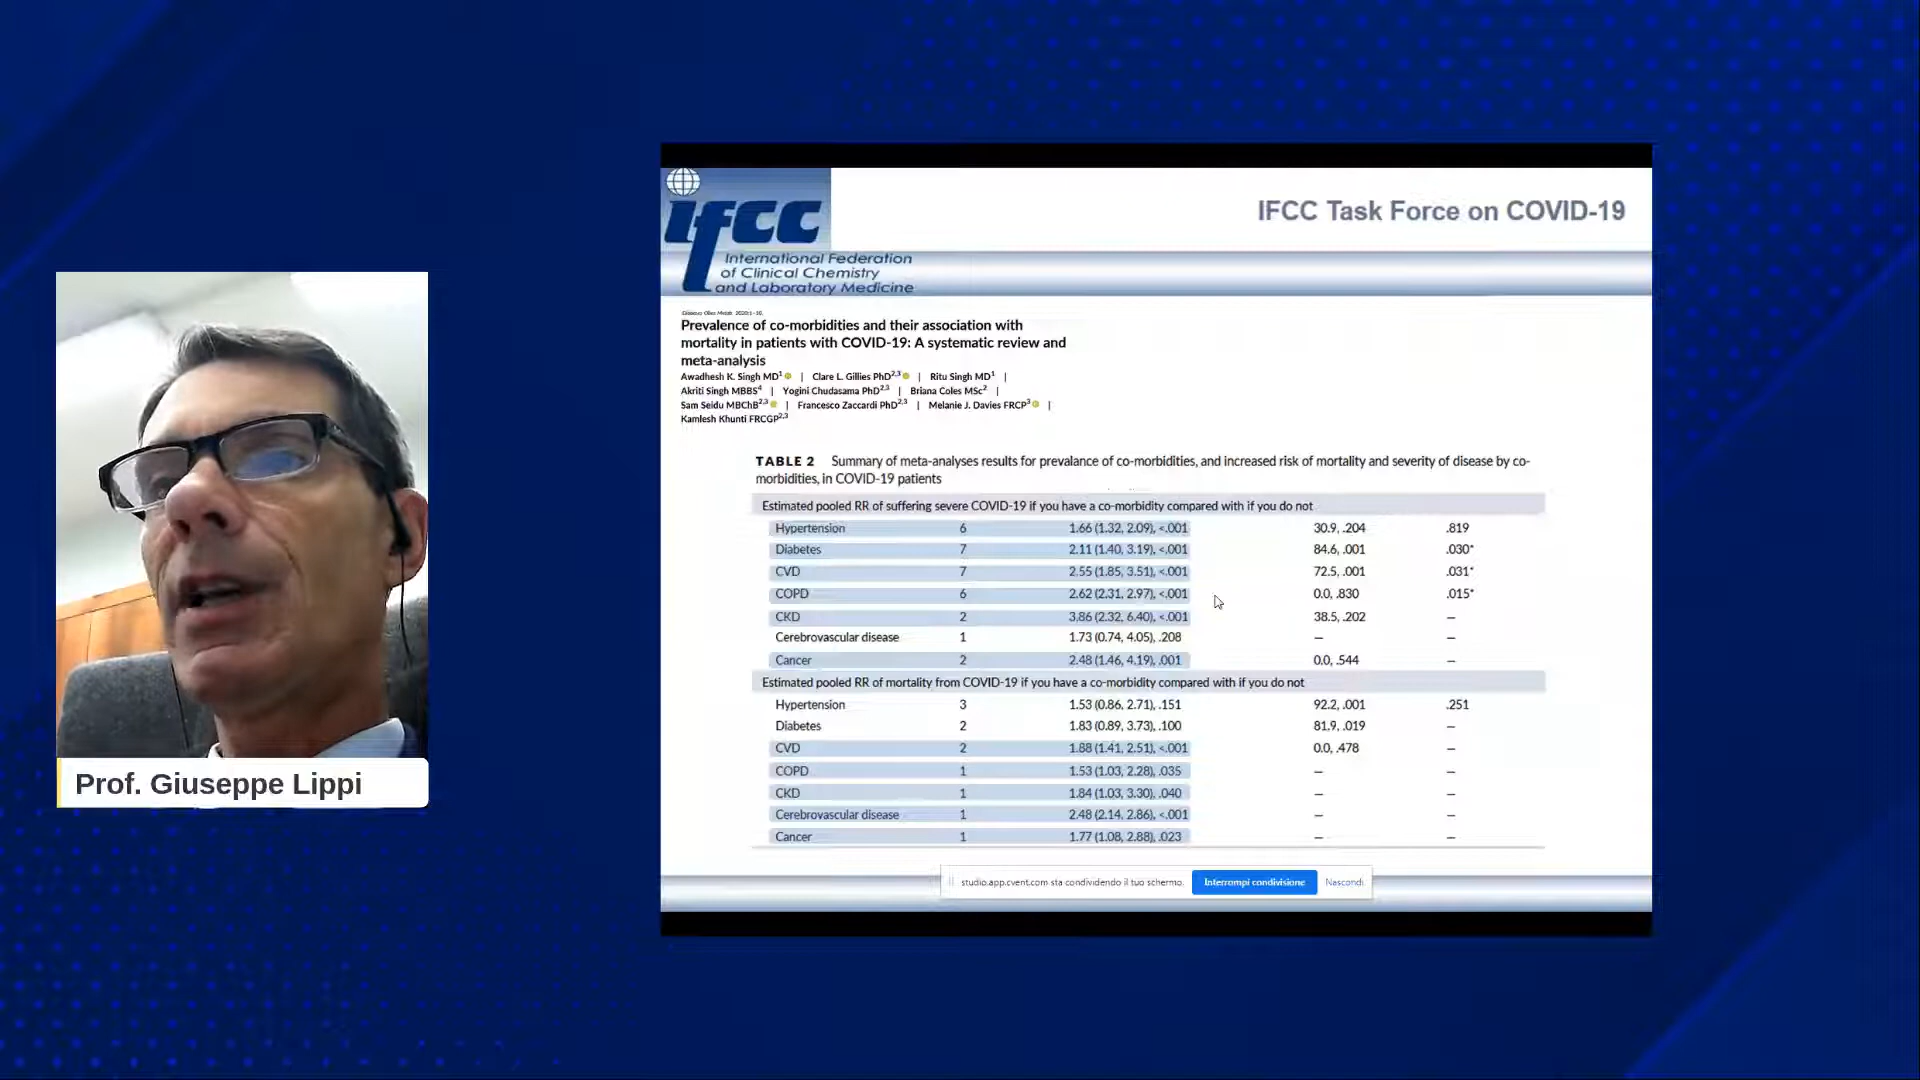 Prof. Giuseppe Lippi
ifcc
International Federation
of Clinical Chemistry
and Laboratory Medicine
IFCC Task Force on COVID-19
Prevalence of co-morbidities and their association with
mortality in patients with COVID-19: A systematic review and
meta-analysis
Awadhesh K. Singh MD1 | Clare L. Gillies PhD2,3 | Ritu Singh MD1 |
Akriti Singh MBBS4 | Yogini Chudasama PhD2,3 | Briana Coles MSc2 |
Sam Seidu MBChB2,3 | Francesco Zaccardi PhD2,3 | Melanie J. Davies FRCP3 |
Kamlesh Khunti FRCGP2,3
TABLE 2 Summary of meta-analyses results for prevalance of co-morbidities, and increased risk of mortality and severity of disease by co-
morbidities, in COVID-19 patients
Estimated pooled RR of suffering severe COVID-19 if you have a co-morbidity compared with if you do not
Hypertension 6 1.66 (1.32, 2.09), <.001 30.9, .204 .819
Diabetes 7 2.11 (1.40, 3.19), <.001 84.6, .001 .030*
CVD 7 2.55 (1.85, 3.51), <.001 72.5, .001 .031*
COPD 6 2.62 (2.31, 2.97), <.001 0.0, .830 .015*
CKD 2 3.86 (2.32, 6.40), <.001 38.5, .202 –
Cerebrovascular disease 1 1.73 (0.74, 4.05), .208 – –
Cancer 2 2.48 (1.46, 4.19), .001 0.0, .544 –
Estimated pooled RR of mortality from COVID-19 if you have a co-morbidity compared with if you do not
Hypertension 3 1.53 (0.86, 2.71), .151 92.2, .001 .251
Diabetes 2 1.83 (0.89, 3.73), .100 81.9, .019 –
CVD 2 1.88 (1.41, 2.51), <.001 0.0, .478 –
COPD 1 1.53 (1.03, 2.28), .035 – –
CKD 1 1.84 (1.03, 3.30), .040 – –
Cerebrovascular disease 1 2.48 (2.14, 2.86), <.001 – –
Cancer 1 1.77 (1.08, 2.88), .023 – –
studio.app.cvent.com sta condividendo il tuo schermo. Interrompi condivisione Nascondi